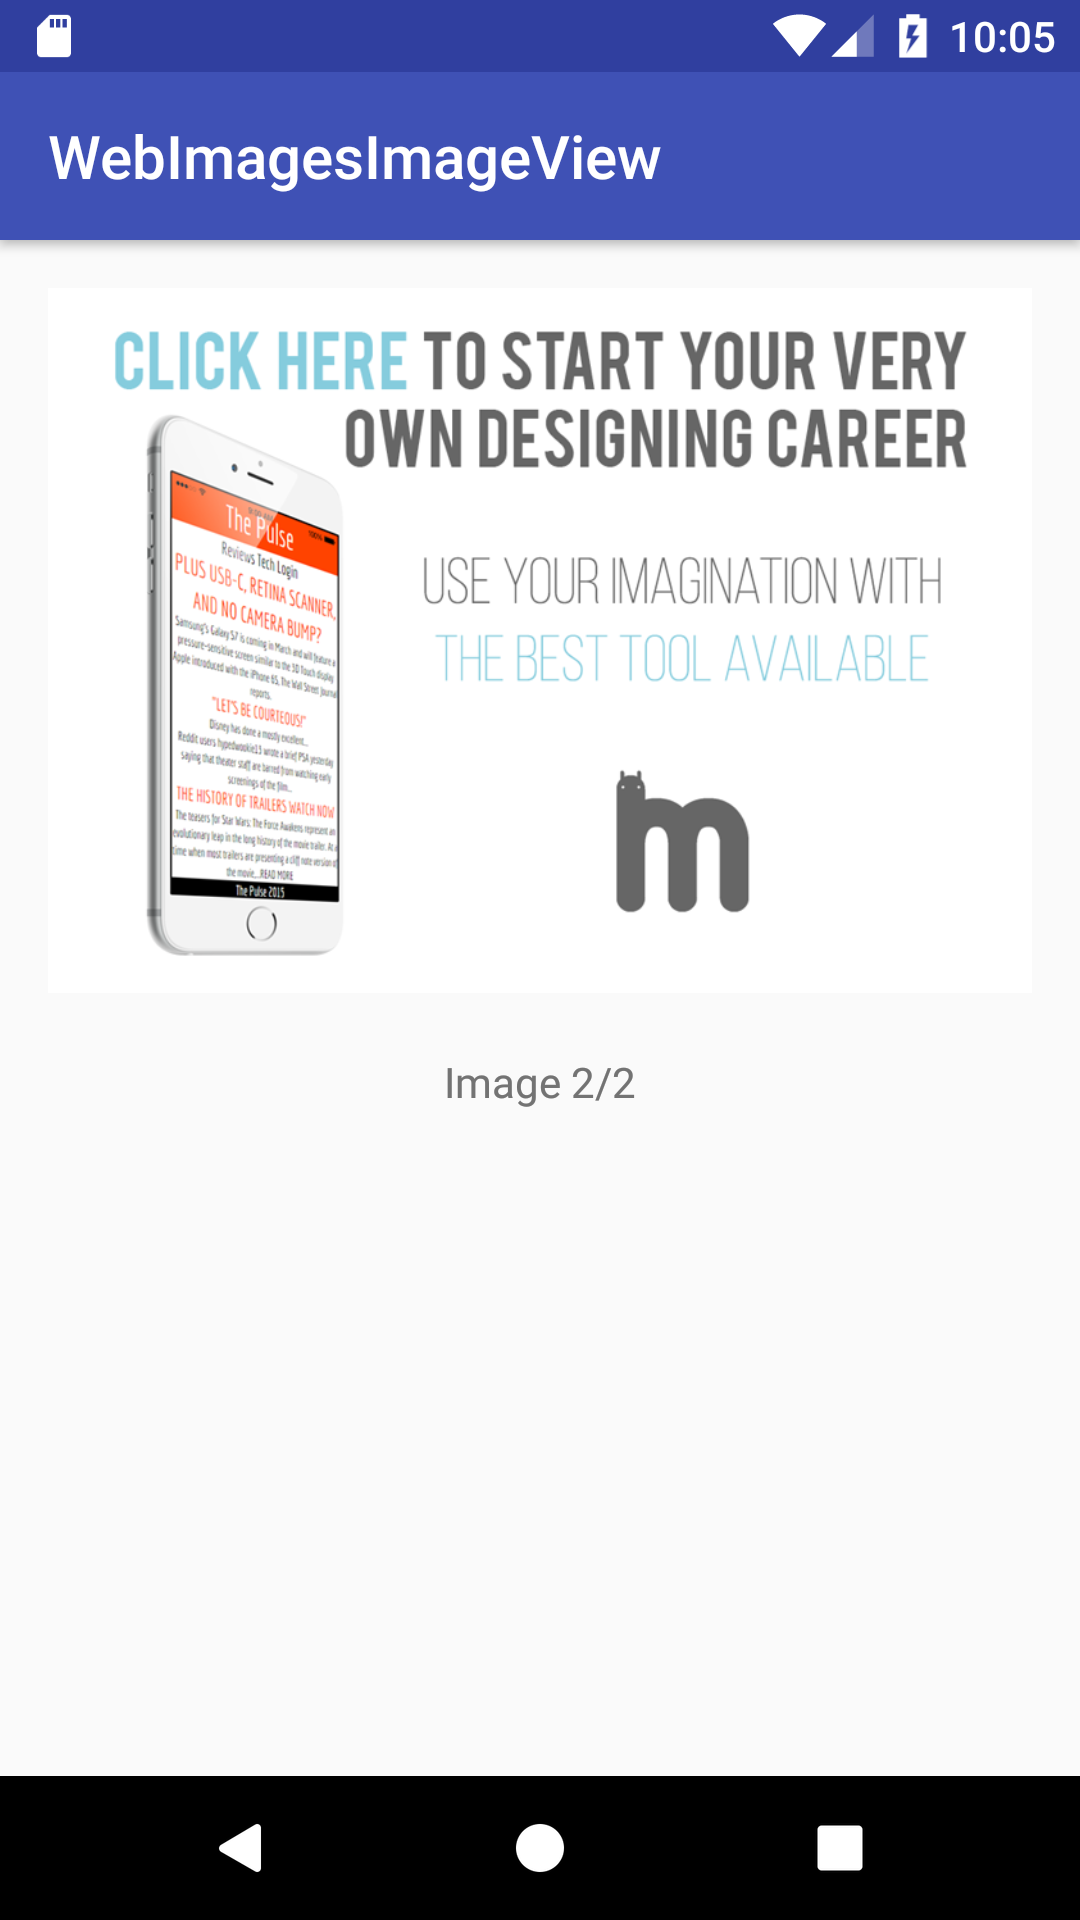 10:05
WebImagesImageView
CLICK HERE TO START YOUR VERY
OWN DESIGNING CAREER
The Pulse
Reviews Tech Login
PLUS USB-C, RETINA SCANNER,
AND NO CAMERA BUMP?
Samsung's Galaxy S7 is coming in March and will feature a
pressure-sensitive screen similar to the 3D Touch display
Apple introduced with the iPhone 6S, The Wall Street Journal
reports.
"LET'S BE COURTEOUS!"
Disney has done a mostly excellent...
Reddit users hypedwookie13 wrote a brief PSA yesterday
saying that theater staff are barred from watching early
screenings of the film...
THE HISTORY OF TRAILERS WATCH NOW
The teasers for Star Wars: The Force Awakens represent an
evolutionary leap in the long history of the movie trailer. At a
time when most trailers are presenting a cliff note version of
the movie...READ MORE
The Pulse 2015
USE YOUR IMAGINATION WITH
THE BEST TOOL AVAILABLE
m
Image 2/2